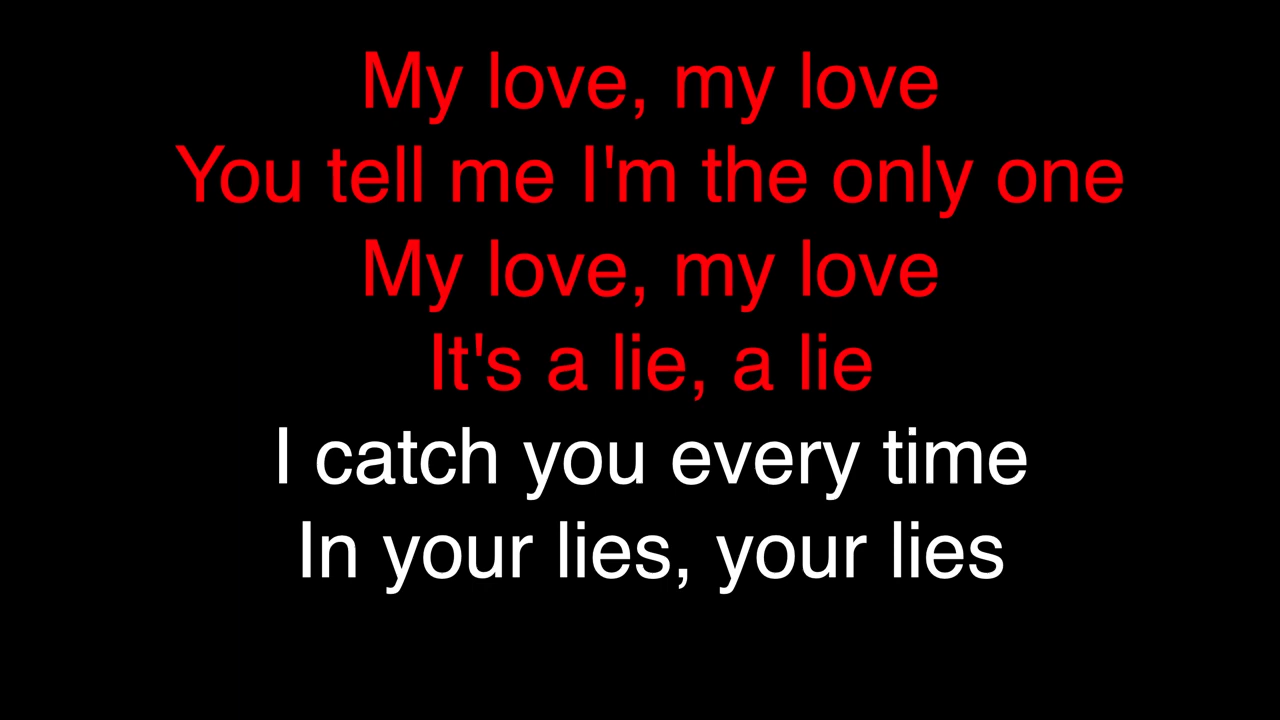 My love, my love
You tell me I'm the only one
My love, my love
It's a lie, a lie
I catch you every time
In your lies, your lies